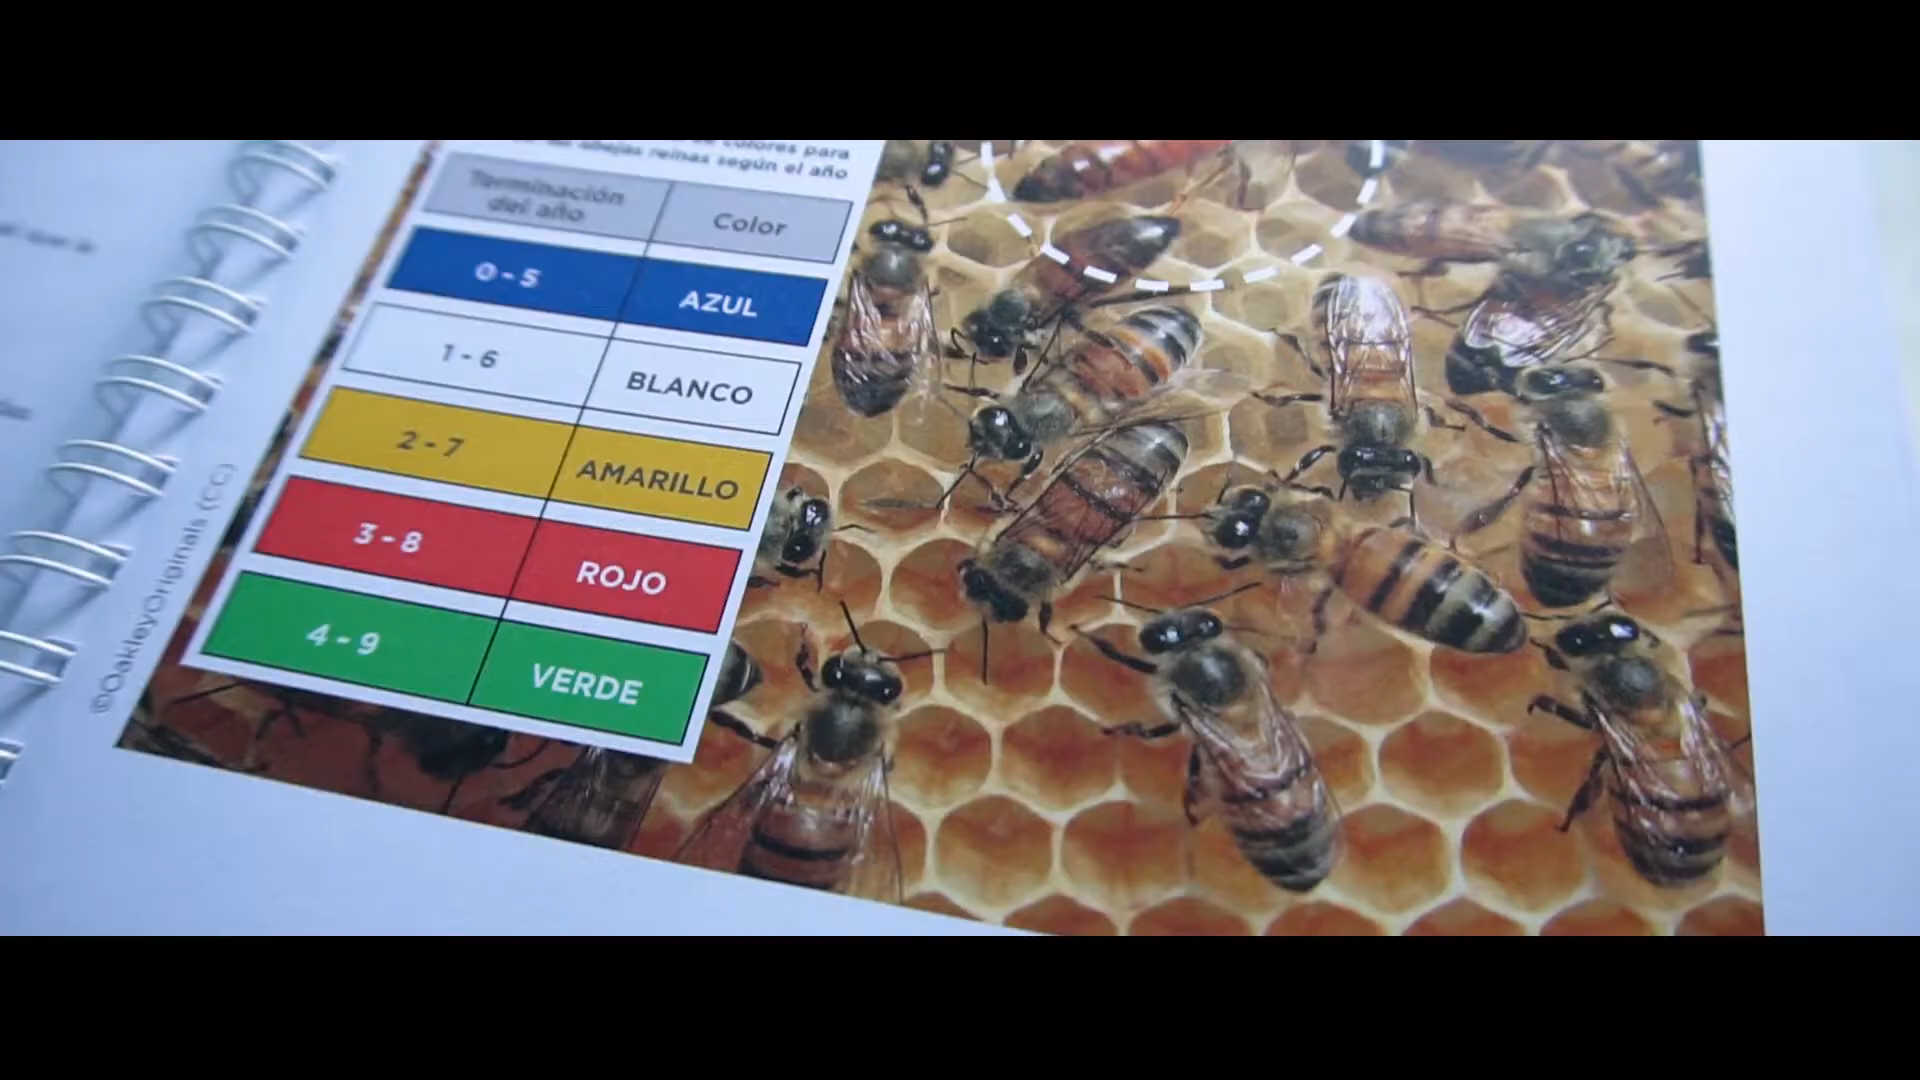 colores para
abejas reinas según el año
Terminación
del año
Color
0 - 5
AZUL
1 - 6
BLANCO
2 - 7
AMARILLO
3 - 8
ROJO
4 - 9
VERDE
©OakleyOriginals (CC)